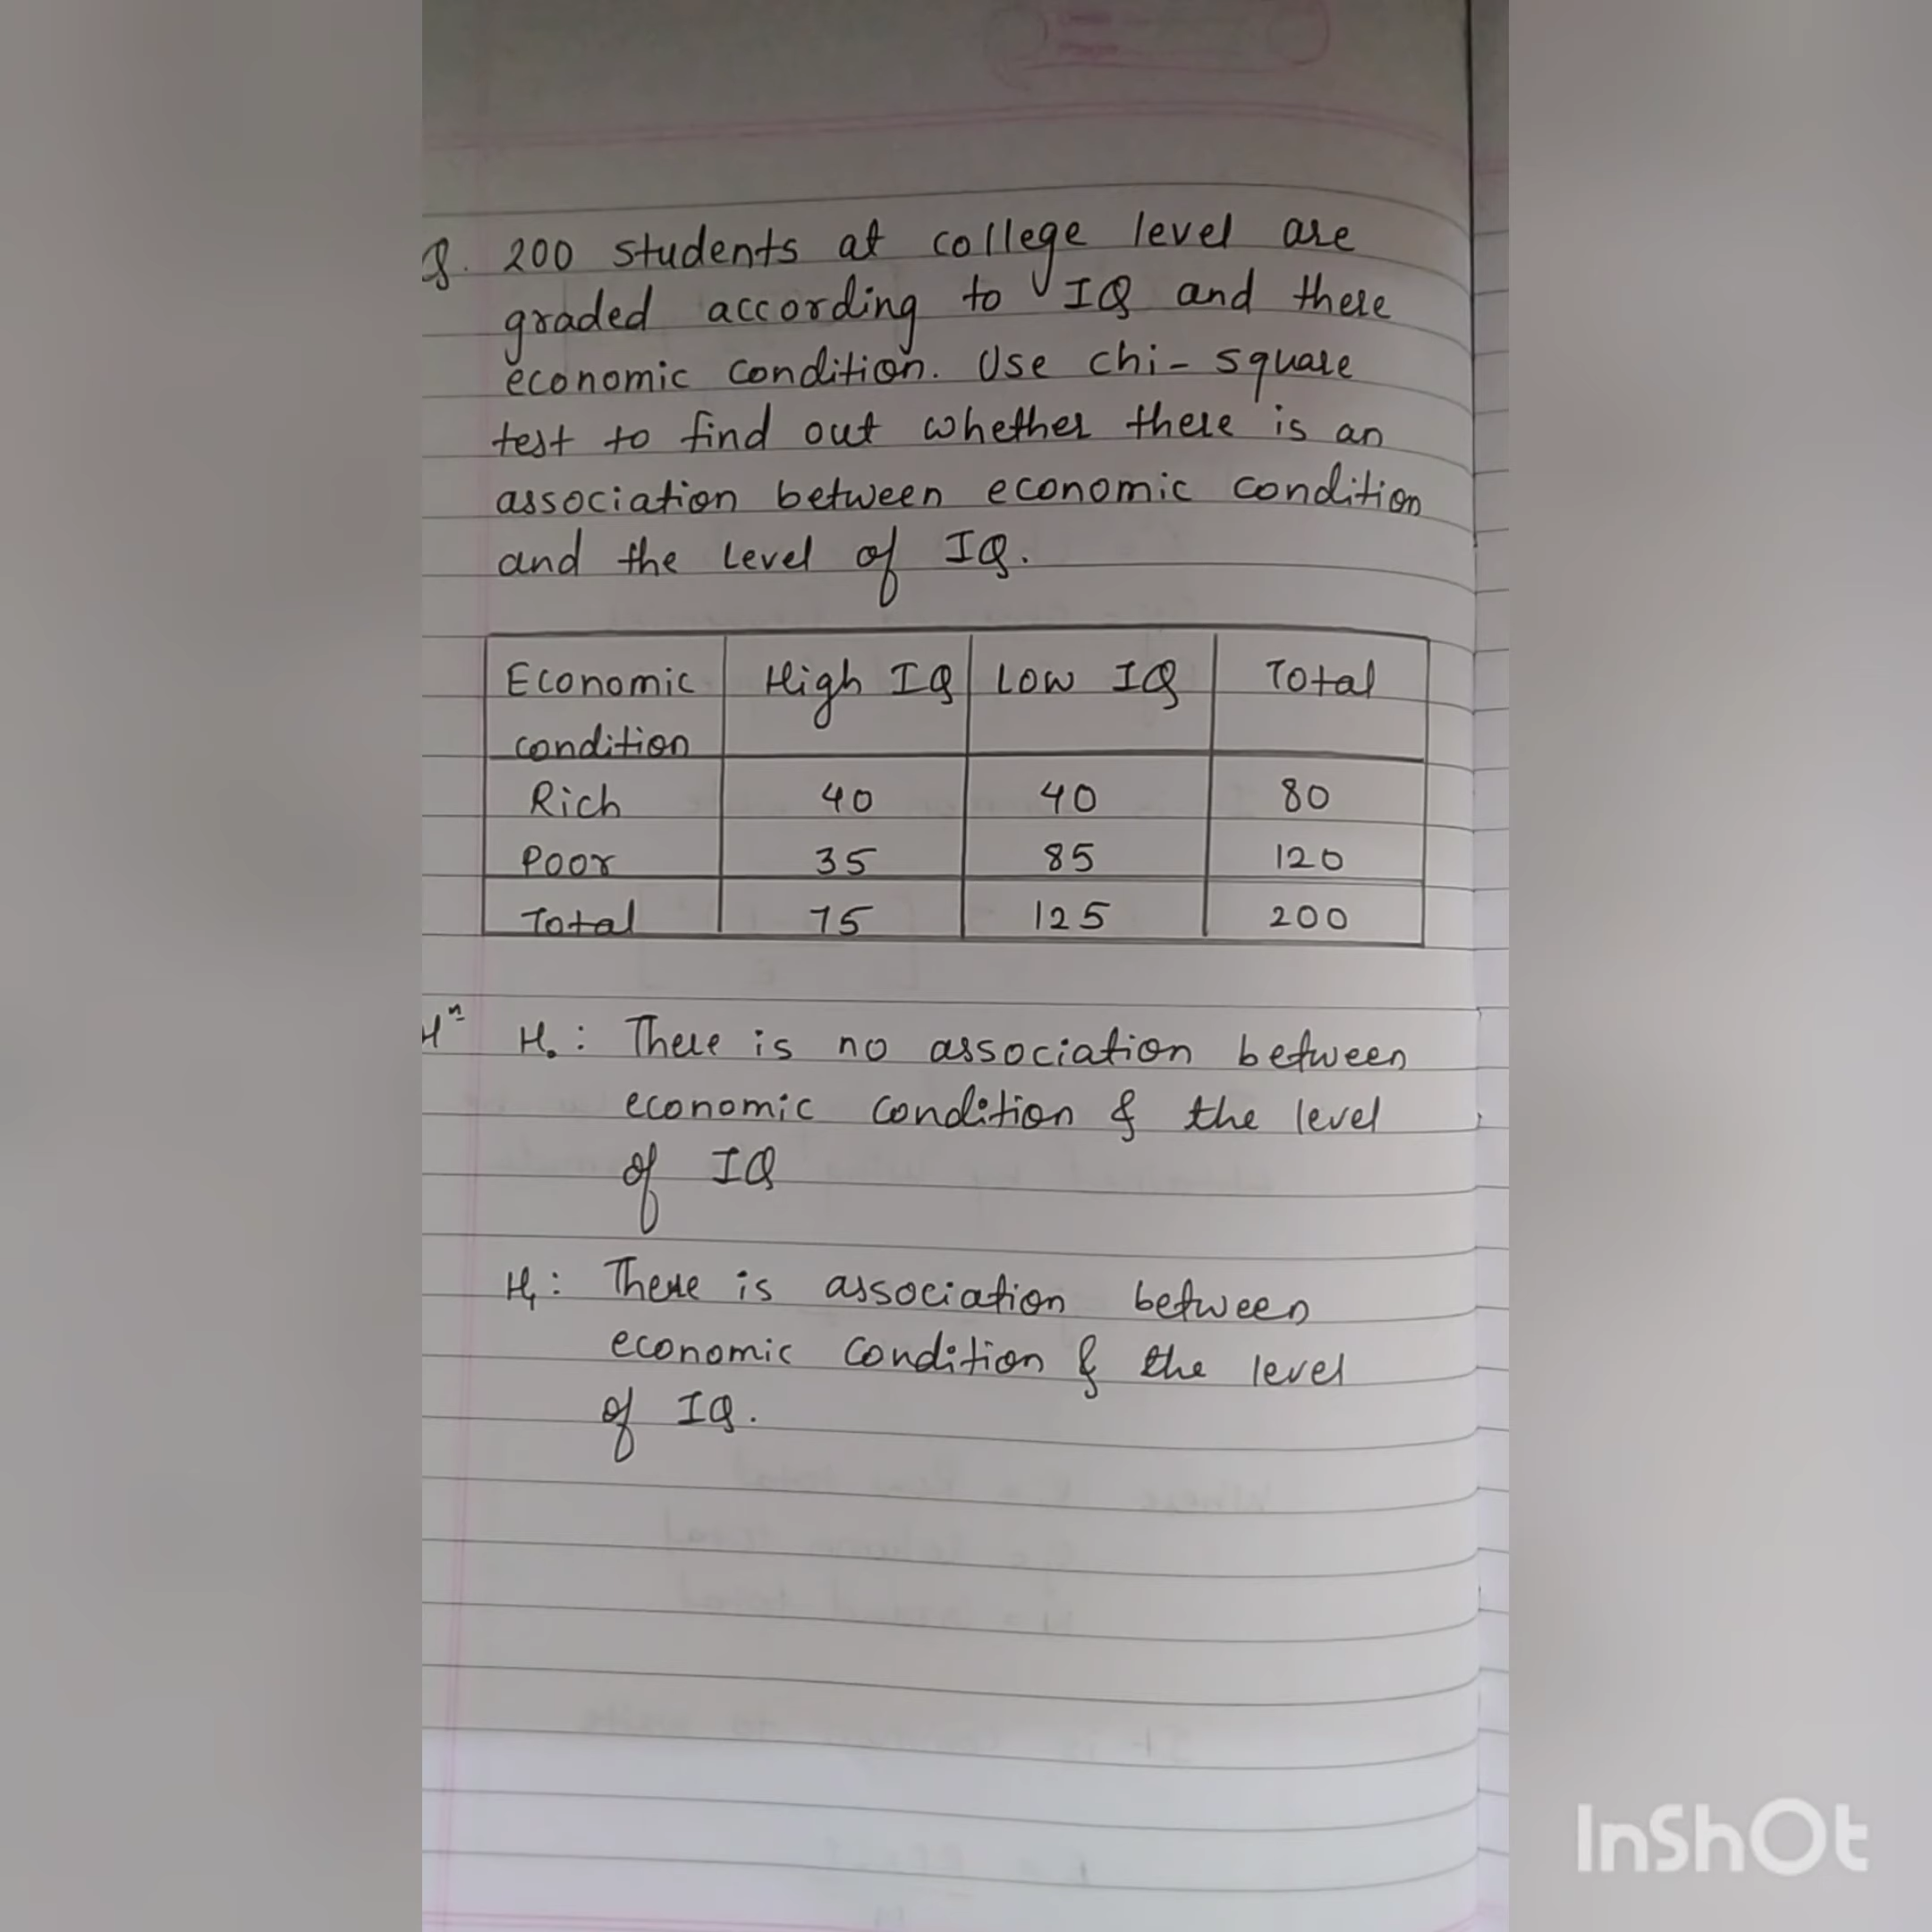 Q. 200 students at college level are
graded according to IQ and there
economic condition. Use chi-square
test to find out whether there is an
association between economic condition
and the level of IQ.
Economic condition High IQ Low IQ Total
Rich 40 40 80
Poor 35 85 120
Total 75 125 200
H₀: There is no association between
economic condition & the level
of IQ
H₁: There is association between
economic condition & the level
of IQ.
InShOt